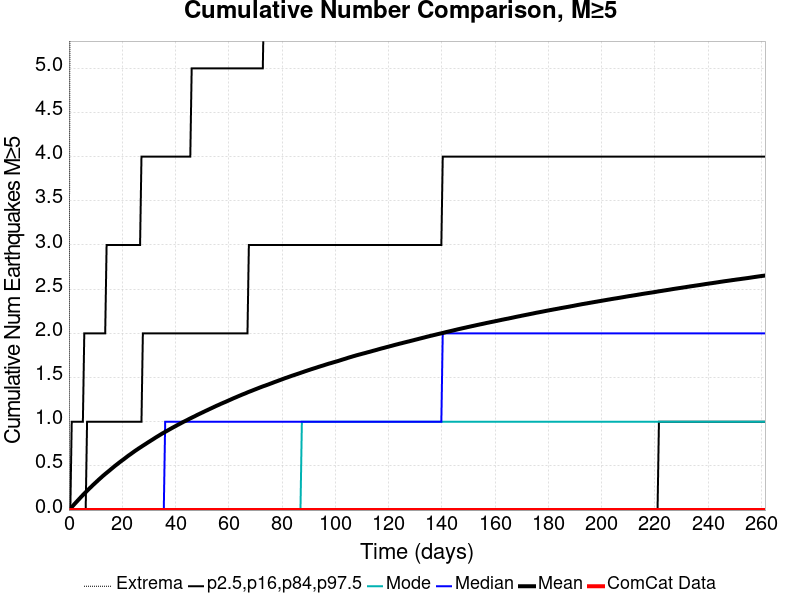 Cumulative Number Comparison, M≥5
Cumulative Num Earthquakes M≥5
5.0
4.5
4.0
3.5
3.0
2.5
2.0
1.5
1.0
0.5
0.0
0 20 40 60 80 100 120 140 160 180 200 220 240 260
Time (days)
Extrema p2.5,p16,p84,p97.5 Mode Median Mean ComCat Data